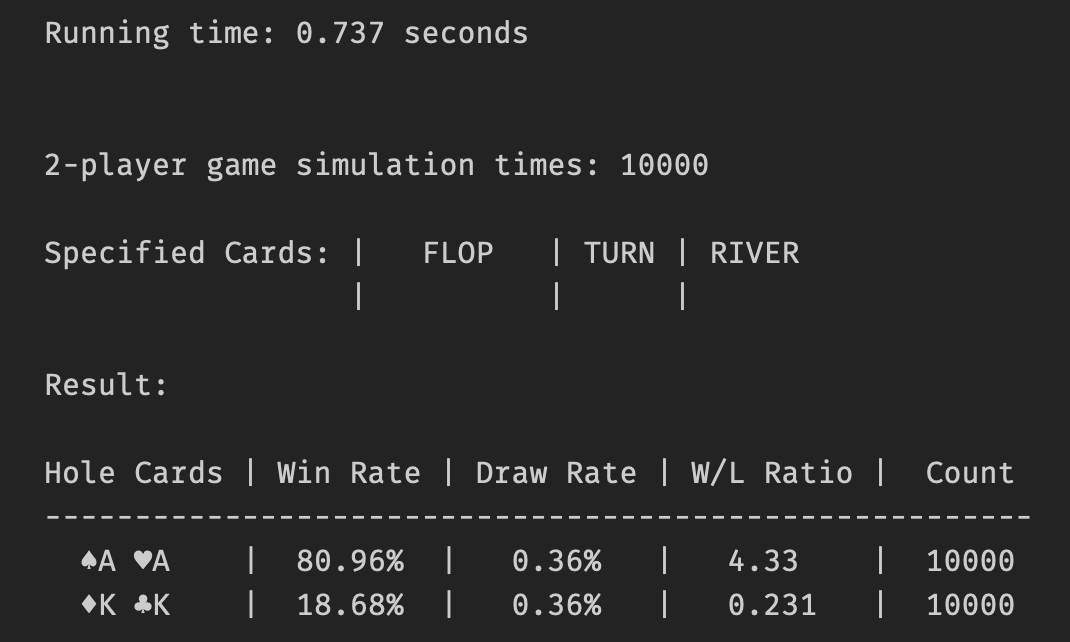 Running time: 0.737 seconds
2-player game simulation times: 10000
Specified Cards: |   FLOP   | TURN | RIVER
                 |          |      |
Result:
Hole Cards | Win Rate | Draw Rate | W/L Ratio |  Count
-------------------------------------------------------
  ♠A ♥A    |  80.96%  |   0.36%   |   4.33    |  10000
  ♦K ♣K    |  18.68%  |   0.36%   |   0.231   |  10000